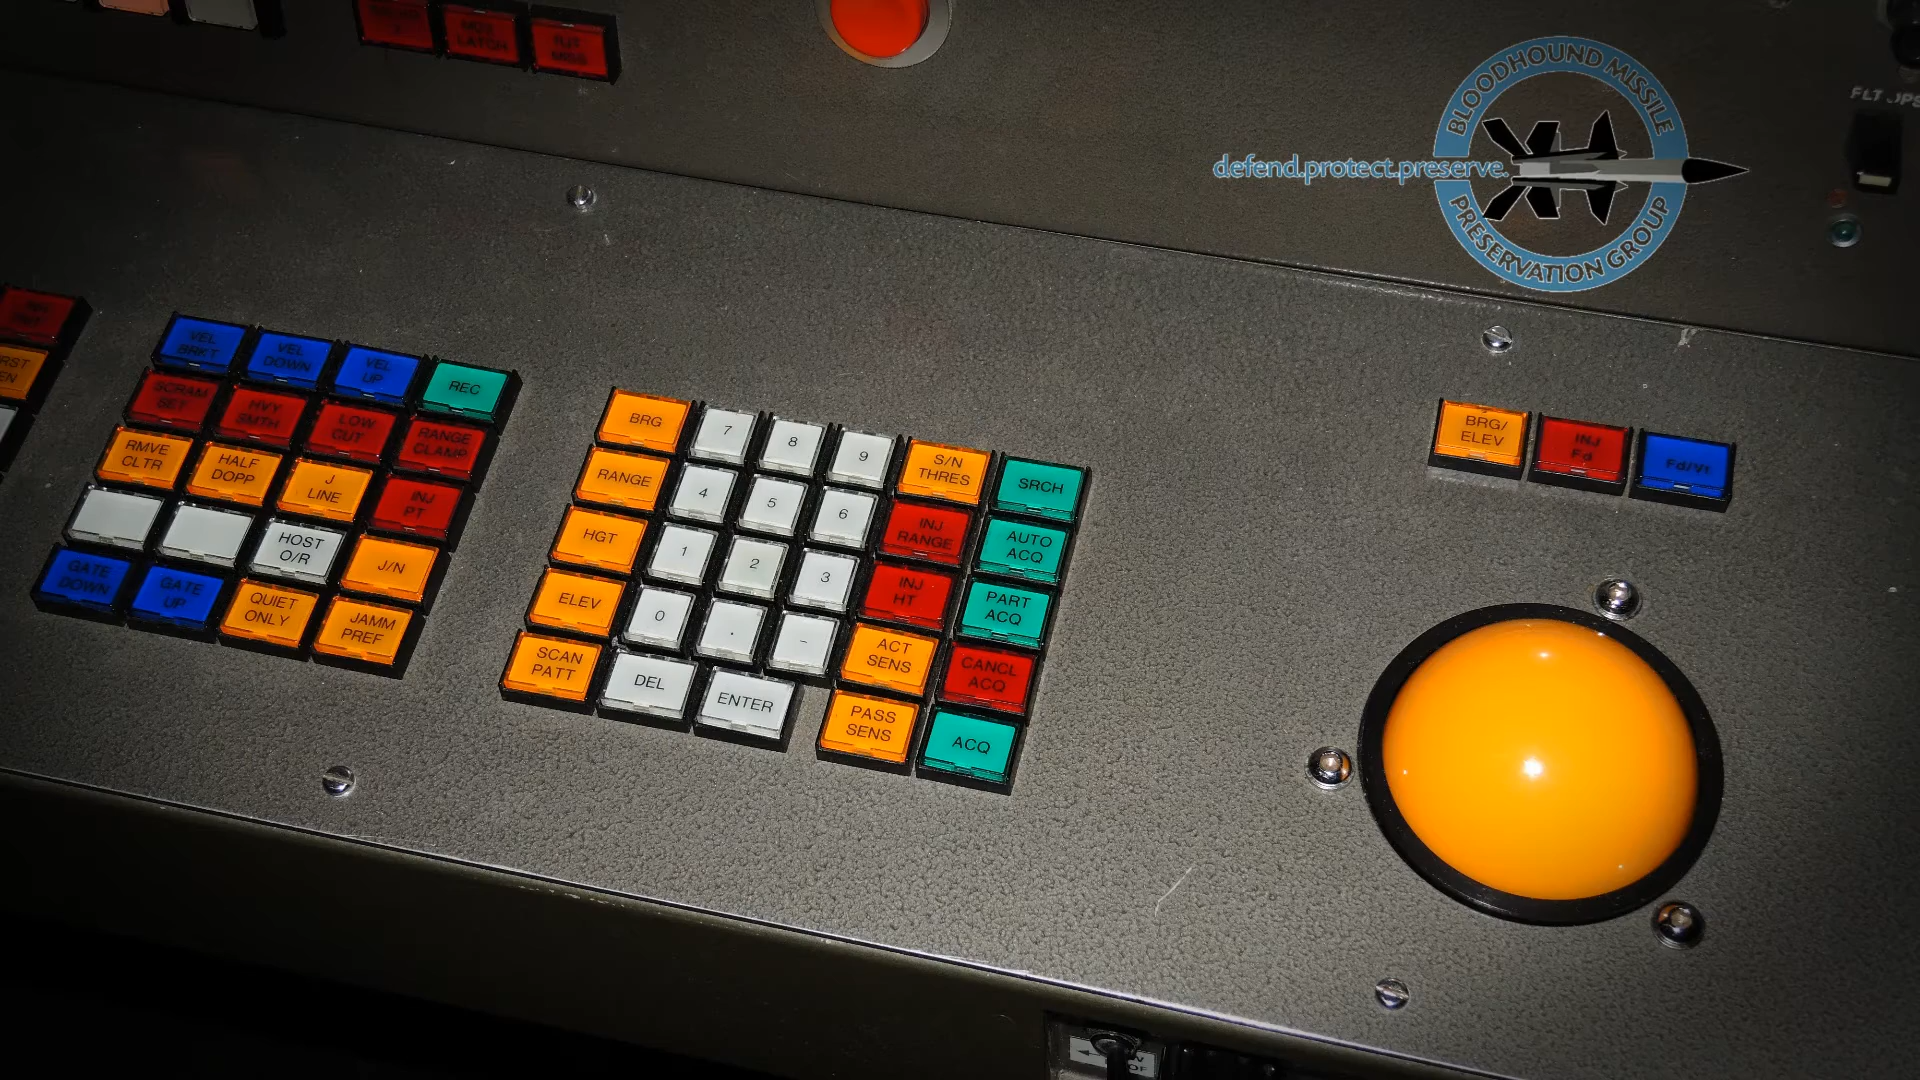 MUS
LATCH
RJT
MISS
BLOODHOUND MISSILE
PRESERVATION GROUP
defend.protect.preserve.
FLT
VEL
BRKT
VEL
DOWN
VEL
UP
REC
SCRAM
SET
HVY
SMTH
LOW
CUT
RANGE
CLAMP
RMVE
CLTR
HALF
DOPP
J
LINE
INJ
PT
HOST
O/R
J/N
GATE
DOWN
GATE
UP
QUIET
ONLY
JAMM
PREF
BRG
7
8
9
S/N
THRES
SRCH
RANGE
4
5
6
INJ
RANGE
AUTO
ACQ
HGT
1
2
3
INJ
HT
PART
ACQ
ELEV
0
.
-
ACT
SENS
CANCL
ACQ
SCAN
PATT
DEL
ENTER
PASS
SENS
ACQ
BRG/
ELEV
INJ
Fd
Fd/Vt